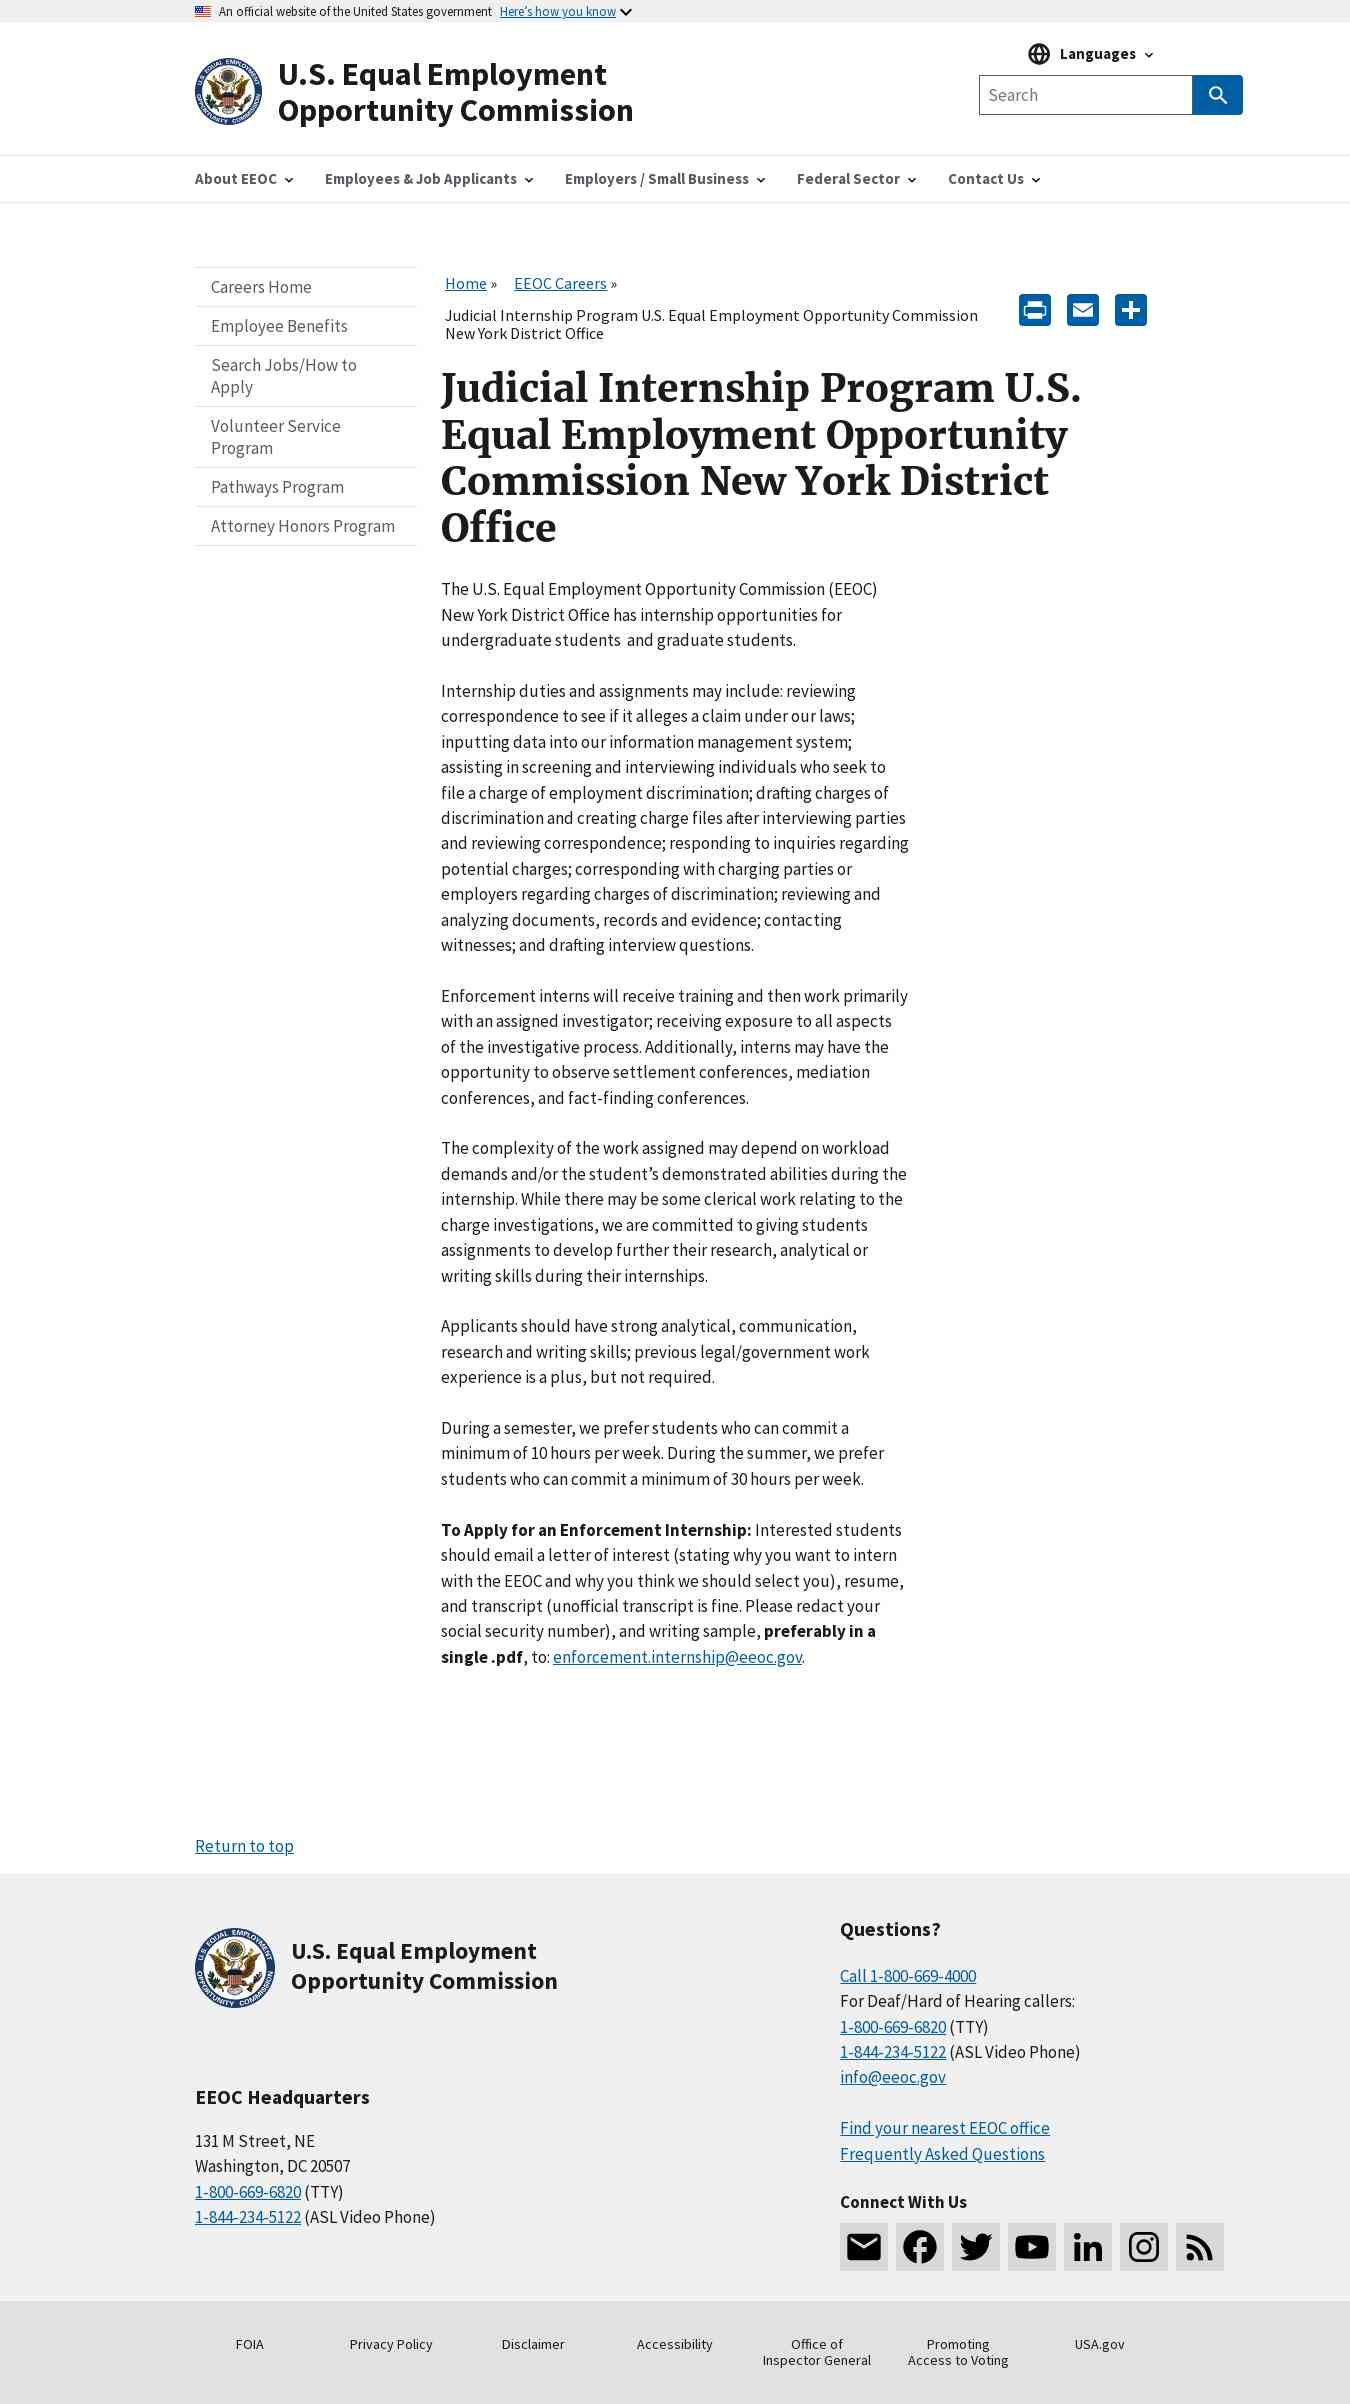 An official website of the United States government Here’s how you know
U.S. Equal Employment
Opportunity Commission
Languages
Search
About EEOC
Employees & Job Applicants
Employers / Small Business
Federal Sector
Contact Us
Careers Home
Employee Benefits
Search Jobs/How to
Apply
Volunteer Service
Program
Pathways Program
Attorney Honors Program
Home » EEOC Careers »
Judicial Internship Program U.S. Equal Employment Opportunity Commission
New York District Office
Judicial Internship Program U.S.
Equal Employment Opportunity
Commission New York District
Office
The U.S. Equal Employment Opportunity Commission (EEOC)
New York District Office has internship opportunities for
undergraduate students  and graduate students.
Internship duties and assignments may include: reviewing
correspondence to see if it alleges a claim under our laws;
inputting data into our information management system;
assisting in screening and interviewing individuals who seek to
file a charge of employment discrimination; drafting charges of
discrimination and creating charge files after interviewing parties
and reviewing correspondence; responding to inquiries regarding
potential charges; corresponding with charging parties or
employers regarding charges of discrimination; reviewing and
analyzing documents, records and evidence; contacting
witnesses; and drafting interview questions.
Enforcement interns will receive training and then work primarily
with an assigned investigator; receiving exposure to all aspects
of the investigative process. Additionally, interns may have the
opportunity to observe settlement conferences, mediation
conferences, and fact-finding conferences.
The complexity of the work assigned may depend on workload
demands and/or the student’s demonstrated abilities during the
internship. While there may be some clerical work relating to the
charge investigations, we are committed to giving students
assignments to develop further their research, analytical or
writing skills during their internships.
Applicants should have strong analytical, communication,
research and writing skills; previous legal/government work
experience is a plus, but not required.
During a semester, we prefer students who can commit a
minimum of 10 hours per week. During the summer, we prefer
students who can commit a minimum of 30 hours per week.
To Apply for an Enforcement Internship: Interested students
should email a letter of interest (stating why you want to intern
with the EEOC and why you think we should select you), resume,
and transcript (unofficial transcript is fine. Please redact your
social security number), and writing sample, preferably in a
single .pdf, to: enforcement.internship@eeoc.gov.
Return to top
U.S. Equal Employment
Opportunity Commission
EEOC Headquarters
131 M Street, NE
Washington, DC 20507
1-800-669-6820 (TTY)
1-844-234-5122 (ASL Video Phone)
Questions?
Call 1-800-669-4000
For Deaf/Hard of Hearing callers:
1-800-669-6820 (TTY)
1-844-234-5122 (ASL Video Phone)
info@eeoc.gov
Find your nearest EEOC office
Frequently Asked Questions
Connect With Us
FOIA
Privacy Policy
Disclaimer
Accessibility
Office of
Inspector General
Promoting
Access to Voting
USA.gov